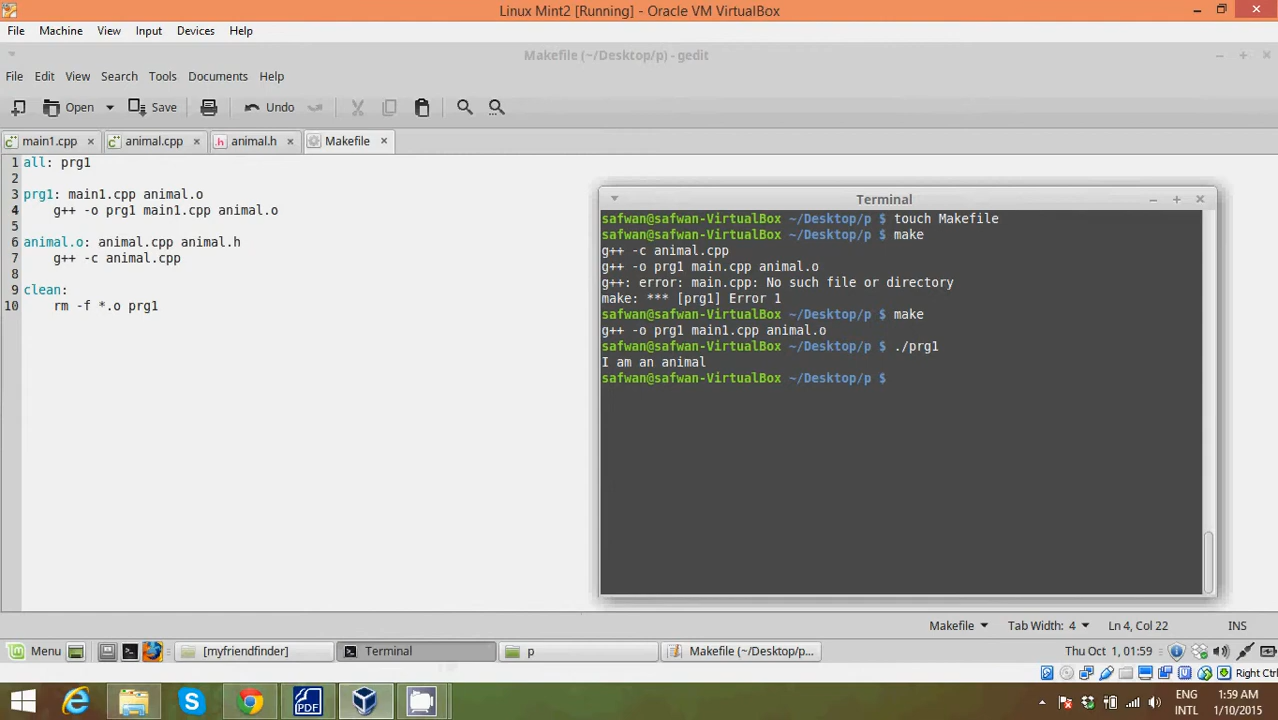 Linux Mint2 [Running] - Oracle VM VirtualBox
File Machine View Input Devices Help
Makefile (~/Desktop/p) - gedit
File Edit View Search Tools Documents Help
Open Save Undo
main1.cpp animal.cpp .h animal.h Makefile
1 all: prg1
2
3 prg1: main1.cpp animal.o
4 g++ -o prg1 main1.cpp animal.o
5
6 animal.o: animal.cpp animal.h
7 g++ -c animal.cpp
8
9 clean:
10 rm -f *.o prg1
Terminal
safwan@safwan-VirtualBox ~/Desktop/p $ touch Makefile
safwan@safwan-VirtualBox ~/Desktop/p $ make
g++ -c animal.cpp
g++ -o prg1 main.cpp animal.o
g++: error: main.cpp: No such file or directory
make: *** [prg1] Error 1
safwan@safwan-VirtualBox ~/Desktop/p $ make
g++ -o prg1 main1.cpp animal.o
safwan@safwan-VirtualBox ~/Desktop/p $ ./prg1
I am an animal
safwan@safwan-VirtualBox ~/Desktop/p $
Makefile Tab Width: 4 Ln 4, Col 22 INS
Menu [myfriendfinder] Terminal p Makefile (~/Desktop/p... Thu Oct 1, 01:59
Right Ctrl
PDF
ENG 1:59 AM
INTL 1/10/2015